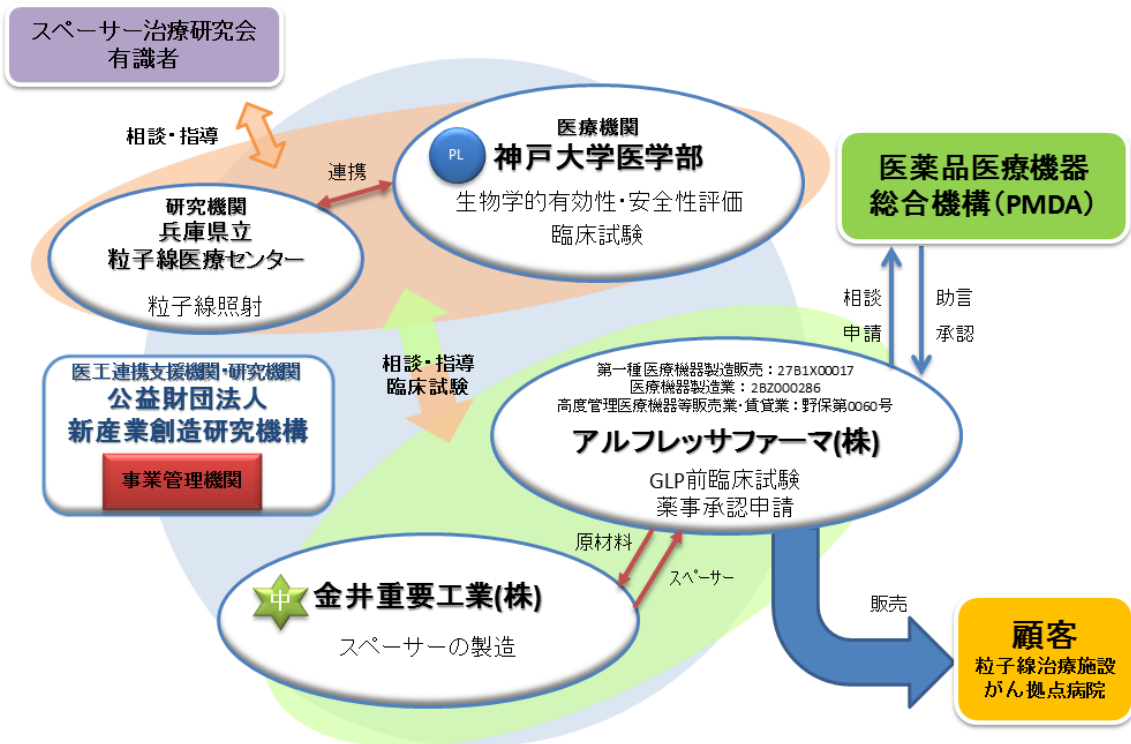 スペーサー治療研究会
有識者
相談・指導
医療機関
PL
神戸大学医学部
生物学的有効性・安全性評価
臨床試験
連携
研究機関
兵庫県立
粒子線医療センター
粒子線照射
医薬品医療機器
総合機構(PMDA)
相談
申請
助言
承認
相談・指導
臨床試験
医工連携支援機関・研究機関
公益財団法人
新産業創造研究機構
事業管理機関
第一種医療機器製造販売：27B1X00017
医療機器製造業：2BZ000286
高度管理医療機器等販売業・賃貸業：野保第0060号
アルフレッサファーマ(株)
GLP前臨床試験
薬事承認申請
原材料
スペーサー
中
金井重要工業(株)
スペーサーの製造
販売
顧客
粒子線治療施設
がん拠点病院